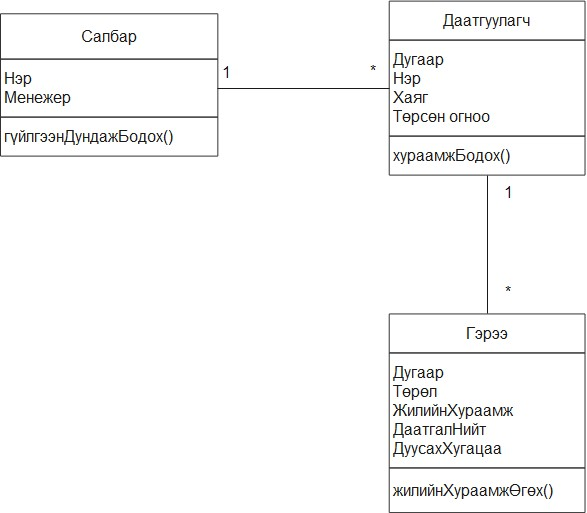 Салбар
Нэр
Менежер
гүйлгээнДундажБодох()
1
*
Даатгуулагч
Дугаар
Нэр
Хаяг
Төрсөн огноо
хураамжБодох()
1
*
Гэрээ
Дугаар
Төрөл
ЖилийнХураамж
ДаатгалНийт
ДуусахХугацаа
жилийнХураамжӨгөх()